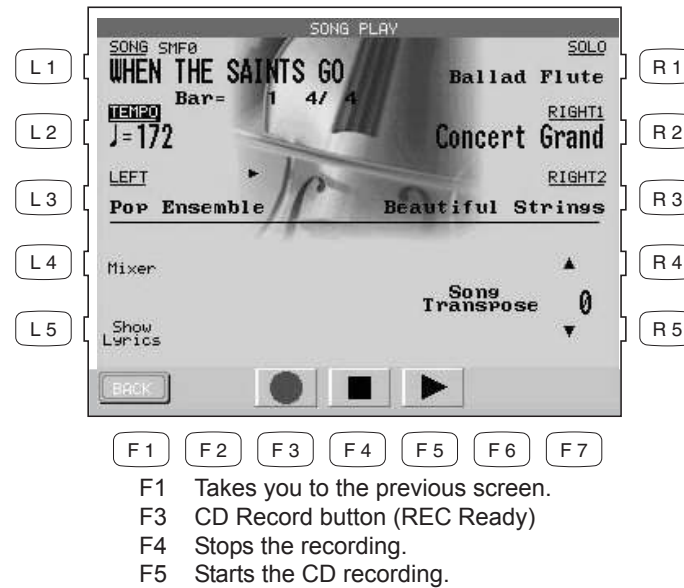 SONG PLAY
SONG SMF0
SOLO
L 1
WHEN THE SAINTS GO
Ballad Flute
R 1
Bar= 1 4/ 4
TEMPO
RIGHT1
L 2
♩=172
Concert Grand
R 2
LEFT
RIGHT2
L 3
Pop Ensemble
Beautiful Strings
R 3
L 4
Mixer
R 4
Song
Transpose
0
L 5
Show
Lyrics
R 5
BACK
F 1
F 2
F 3
F 4
F 5
F 6
F 7
F1 Takes you to the previous screen.
F3 CD Record button (REC Ready)
F4 Stops the recording.
F5 Starts the CD recording.